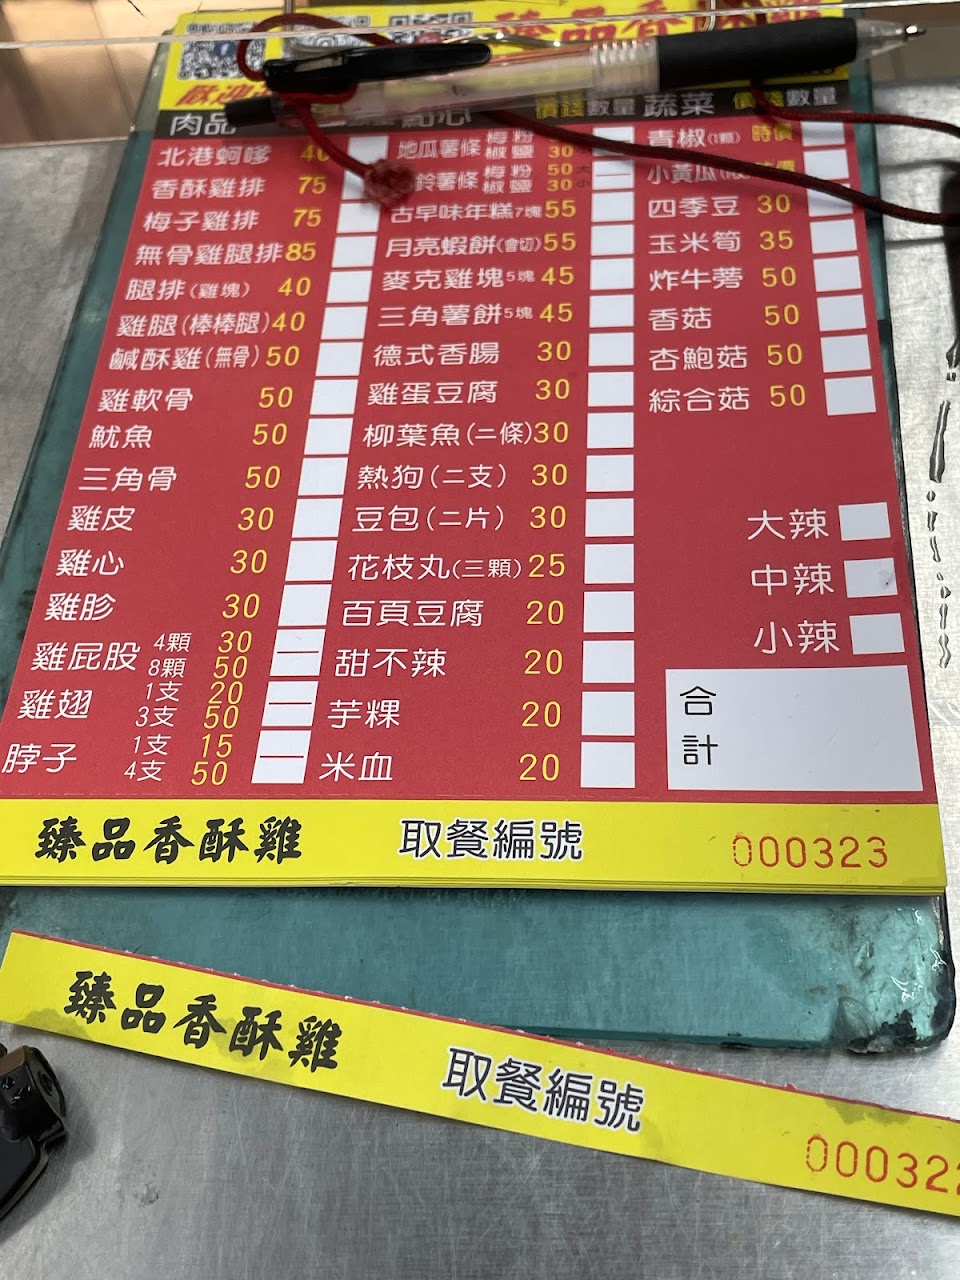 臻品香酥雞
歡迎
肉品
北港蚵嗲 40
香酥雞排 75
梅子雞排 75
無骨雞腿排 85
腿排(雞塊) 40
雞腿(棒棒腿) 40
鹹酥雞(無骨) 50
雞軟骨 50
魷魚 50
三角骨 50
雞皮 30
雞心 30
雞胗 30
雞屁股 4顆 30
8顆 50
雞翅 1支 20
3支 50
脖子 1支 15
4支 50
點心 價錢 數量
地瓜薯條 梅粉
椒鹽 30
鈴薯條 梅粉 50 大
椒鹽 30 小
古早味年糕7塊 55
月亮蝦餅(會切) 55
麥克雞塊5塊 45
三角薯餅5塊 45
德式香腸 30
雞蛋豆腐 30
柳葉魚(二條) 30
熱狗(二支) 30
豆包(二片) 30
花枝丸(三顆) 25
百頁豆腐 20
甜不辣 20
芋粿 20
米血 20
蔬菜 價錢 數量
青椒(1顆) 時價
小黃瓜
四季豆 30
玉米筍 35
炸牛蒡 50
香菇 50
杏鮑菇 50
綜合菇 50
大辣
中辣
小辣
合
計
臻品香酥雞 取餐編號 000323
臻品香酥雞 取餐編號 000322